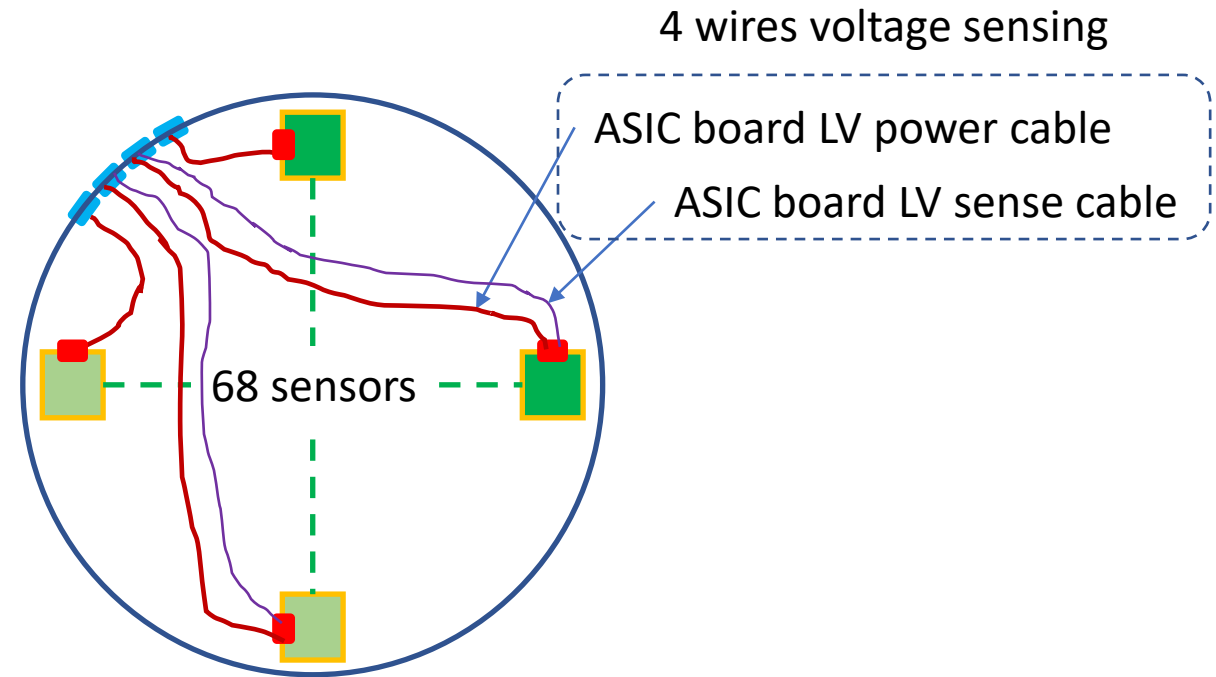 4 wires voltage sensing
ASIC board LV power cable
ASIC board LV sense cable
68 sensors